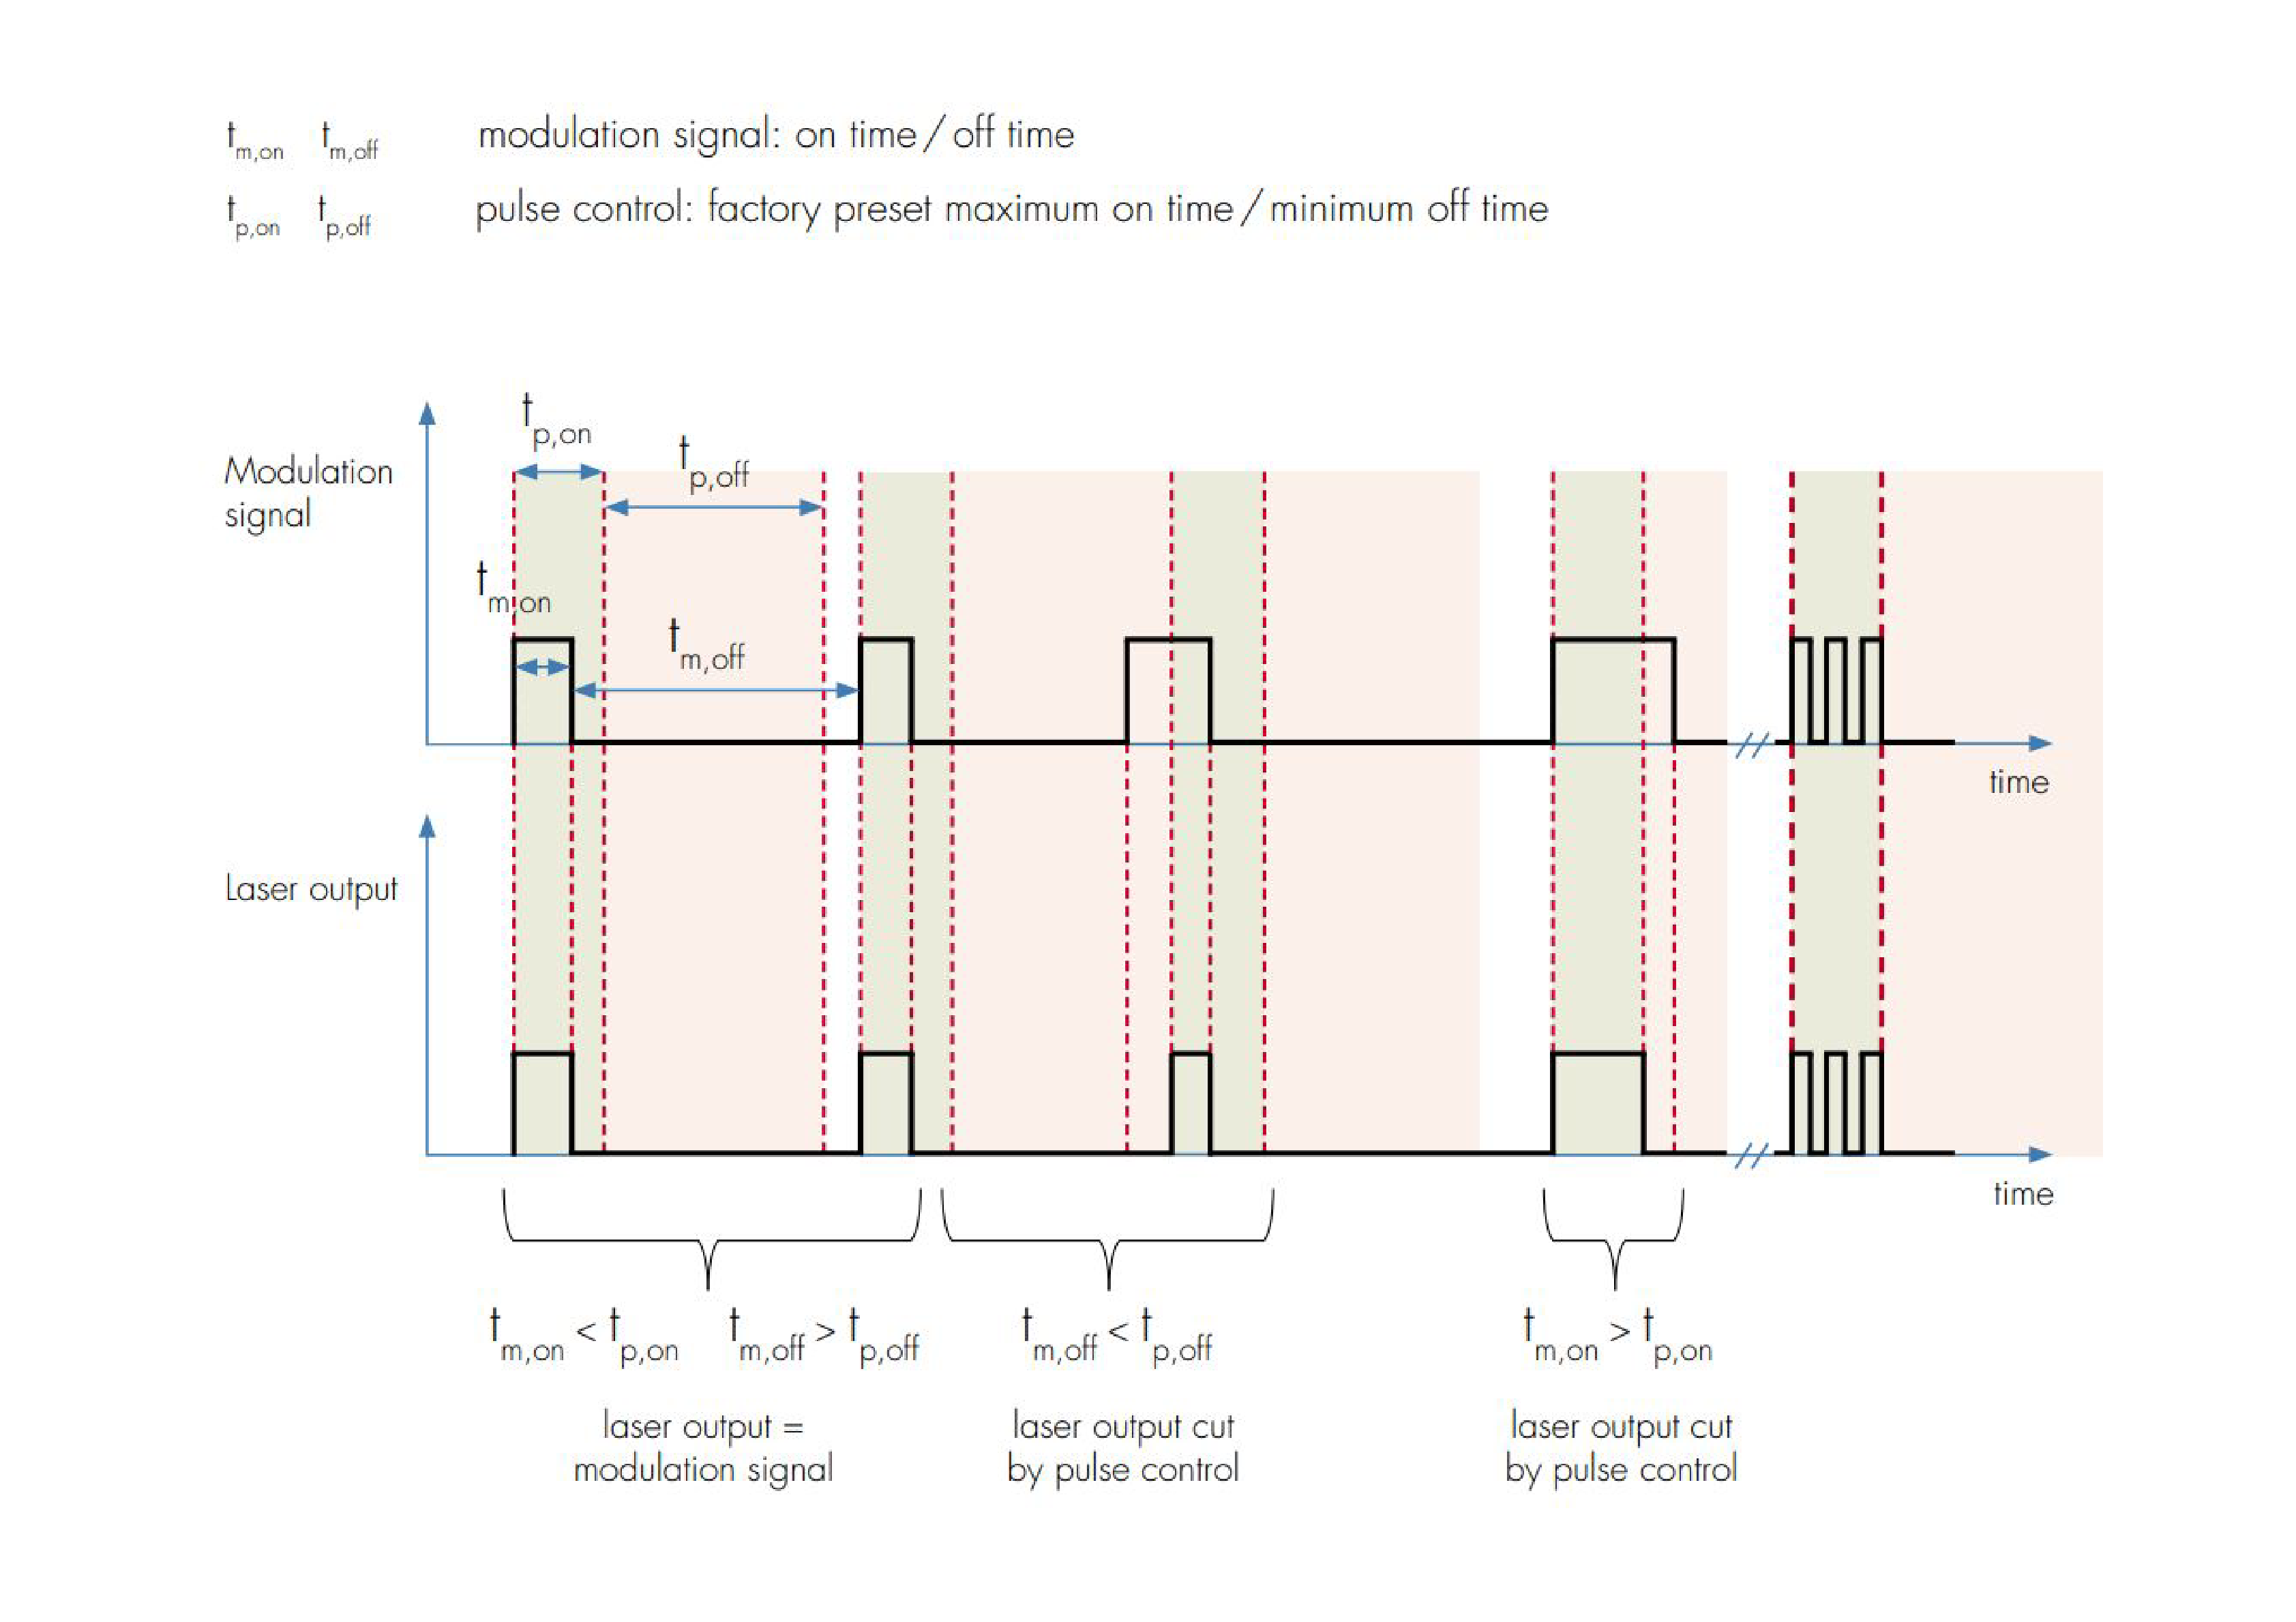 t m,on t m,off modulation signal: on time / off time
t p,on t p,off pulse control: factory preset maximum on time / minimum off time
t p,on
t p,off
Modulation
signal
t m,on
t m,off
time
Laser output
time
t m,on < t p,on t m,off > t p,off
laser output =
modulation signal
t m,off < t p,off
laser output cut
by pulse control
t m,on > t p,on
laser output cut
by pulse control